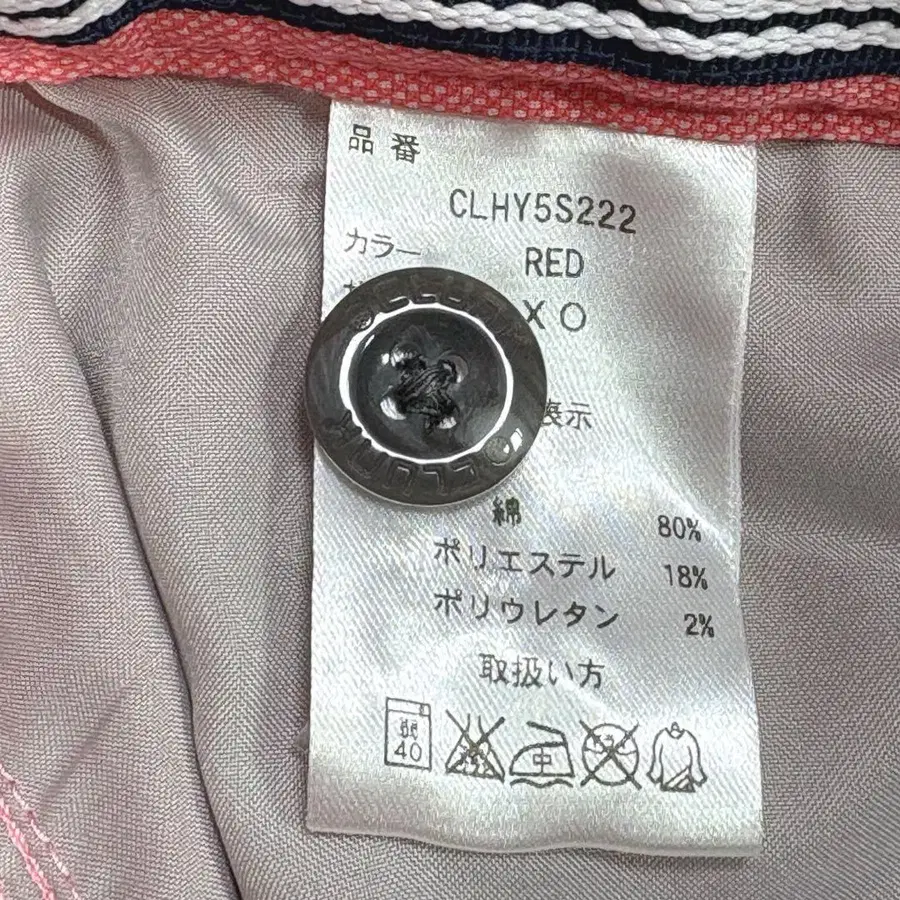 品番
CLHY5S222
カラー
RED
XO
表示
綿 80%
ポリエステル 18%
ポリウレタン 2%
取扱い方
弱
40
中